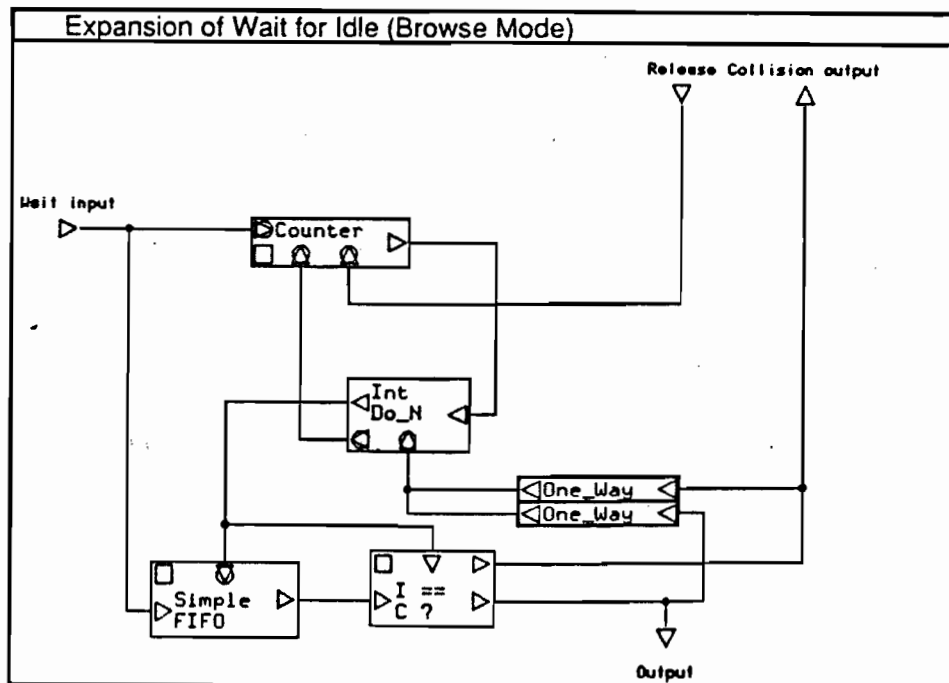 Expansion of Wait for Idle (Browse Mode)
Release Collision output
Wait input
Counter
Int
Do_N
One_Way
One_Way
Simple
FIFO
I ==
C ?
Output